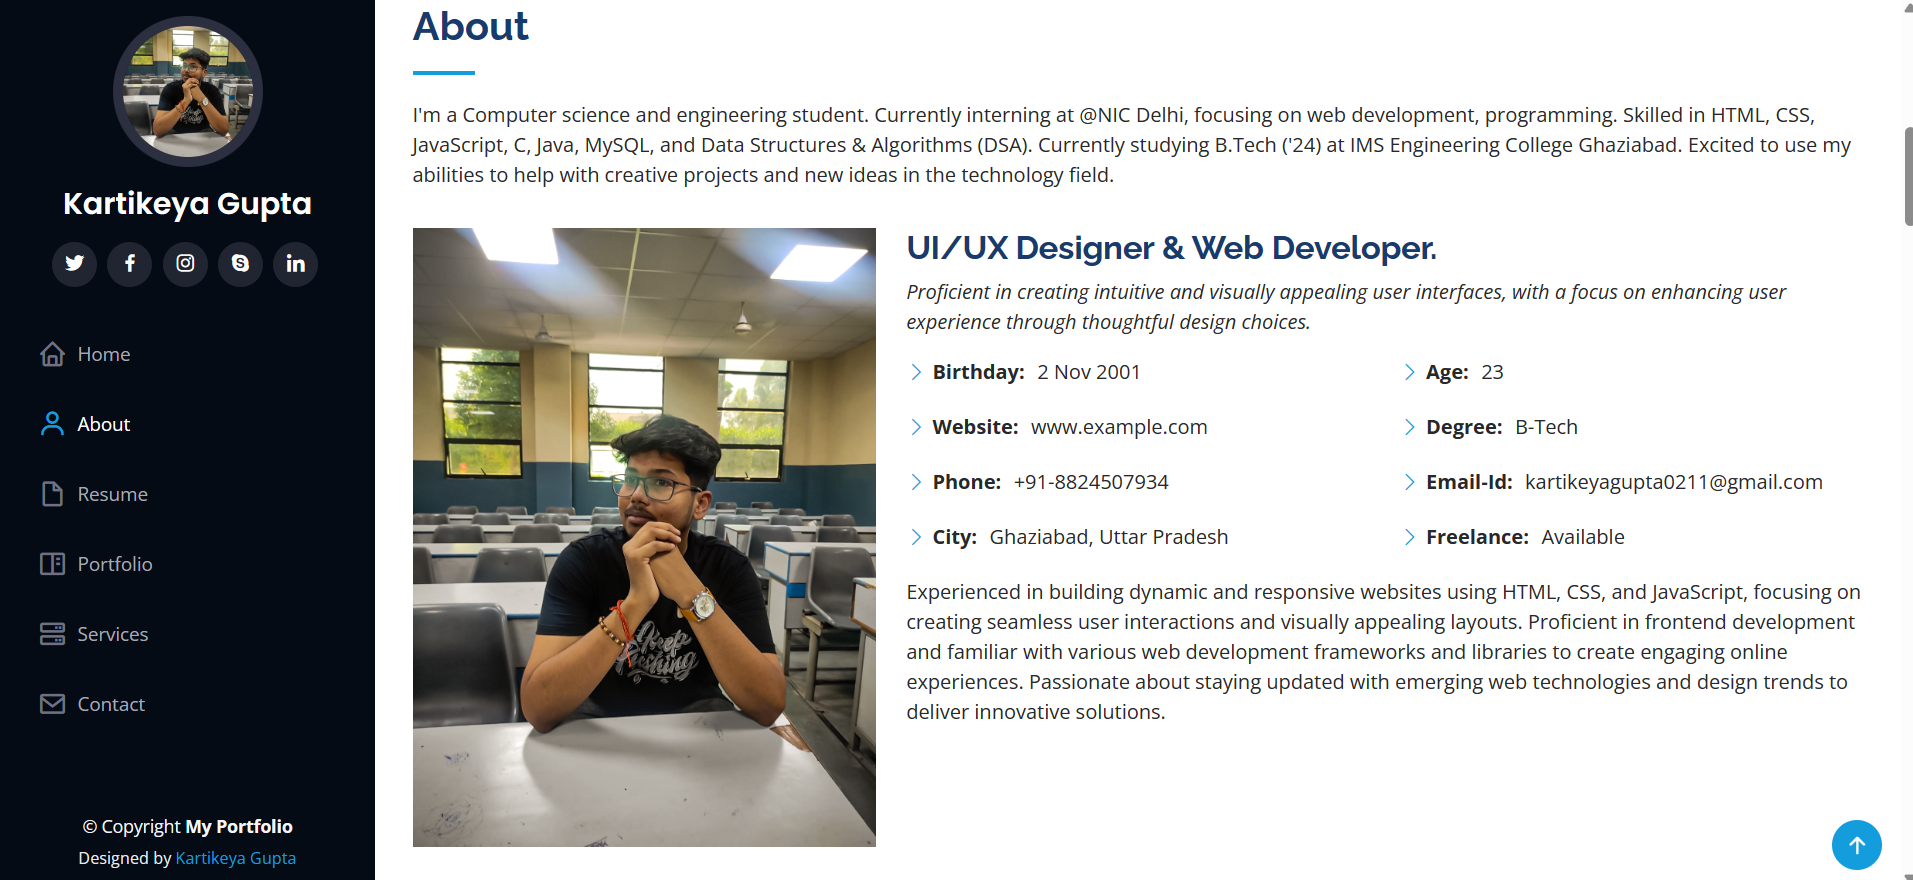 Kartikeya Gupta
Home
About
Resume
Portfolio
Services
Contact
© Copyright My Portfolio
Designed by Kartikeya Gupta
About
I'm a Computer science and engineering student. Currently interning at @NIC Delhi, focusing on web development, programming. Skilled in HTML, CSS,
JavaScript, C, Java, MySQL, and Data Structures & Algorithms (DSA). Currently studying B.Tech ('24) at IMS Engineering College Ghaziabad. Excited to use my
abilities to help with creative projects and new ideas in the technology field.
Keep
Pushing
UI/UX Designer & Web Developer.
Proficient in creating intuitive and visually appealing user interfaces, with a focus on enhancing user
experience through thoughtful design choices.
Birthday: 2 Nov 2001
Age: 23
Website: www.example.com
Degree: B-Tech
Phone: +91-8824507934
Email-Id: kartikeyagupta0211@gmail.com
City: Ghaziabad, Uttar Pradesh
Freelance: Available
Experienced in building dynamic and responsive websites using HTML, CSS, and JavaScript, focusing on
creating seamless user interactions and visually appealing layouts. Proficient in frontend development
and familiar with various web development frameworks and libraries to create engaging online
experiences. Passionate about staying updated with emerging web technologies and design trends to
deliver innovative solutions.